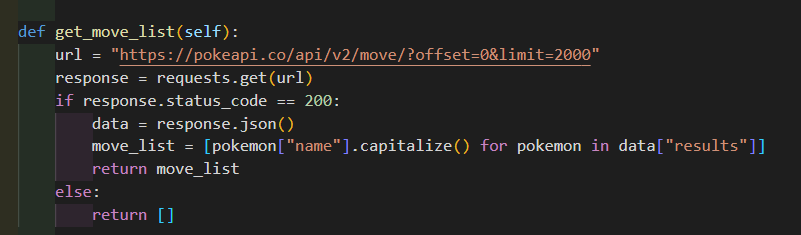 def get_move_list(self):
    url = "https://pokeapi.co/api/v2/move/?offset=0&limit=2000"
    response = requests.get(url)
    if response.status_code == 200:
        data = response.json()
        move_list = [pokemon["name"].capitalize() for pokemon in data["results"]]
        return move_list
    else:
        return []